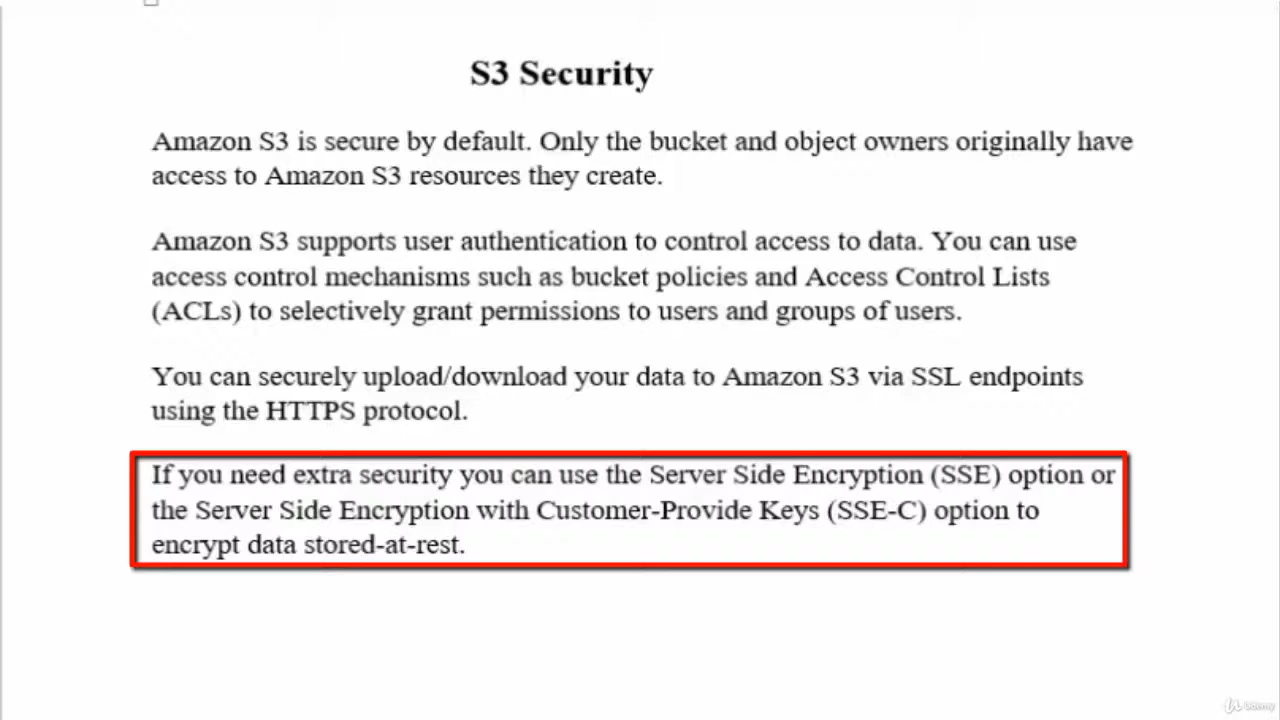 S3 Security
Amazon S3 is secure by default. Only the bucket and object owners originally have
access to Amazon S3 resources they create.
Amazon S3 supports user authentication to control access to data. You can use
access control mechanisms such as bucket policies and Access Control Lists
(ACLs) to selectively grant permissions to users and groups of users.
You can securely upload/download your data to Amazon S3 via SSL endpoints
using the HTTPS protocol.
If you need extra security you can use the Server Side Encryption (SSE) option or
the Server Side Encryption with Customer-Provide Keys (SSE-C) option to
encrypt data stored-at-rest.
Udemy